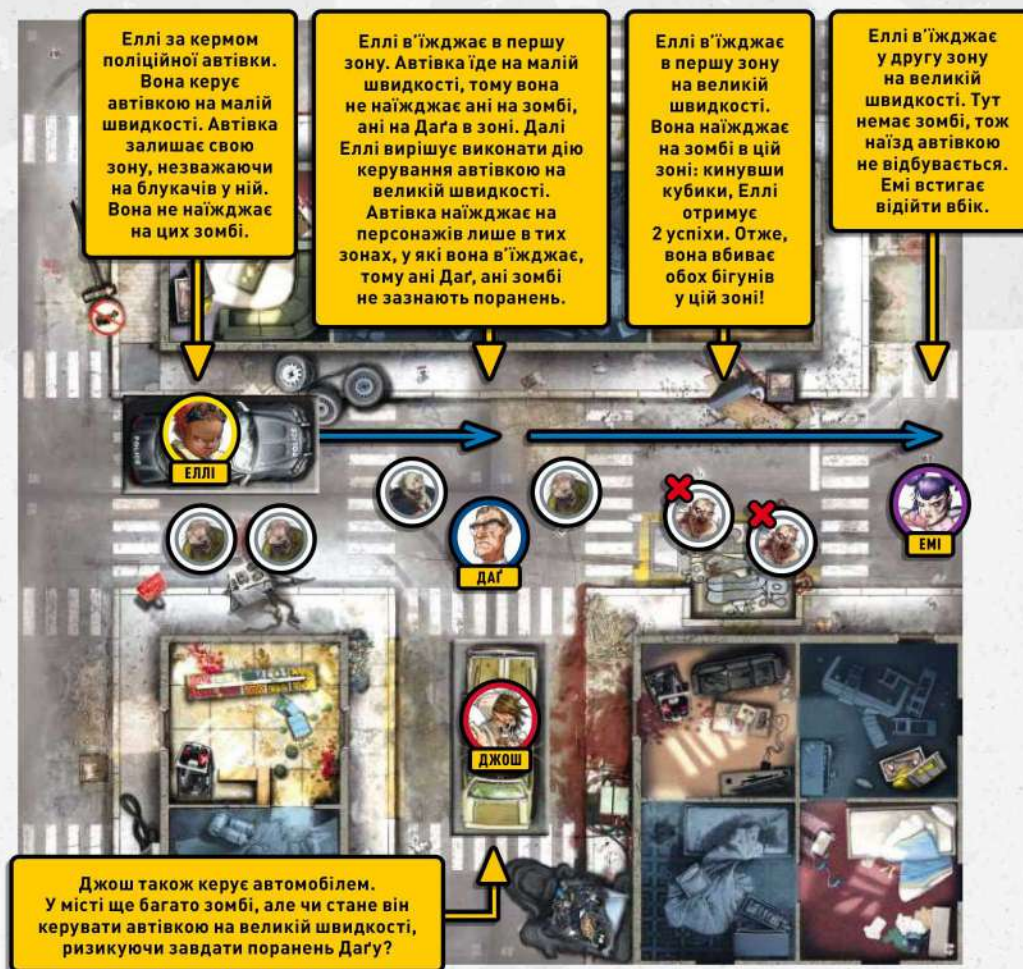 Еллі за кермом
поліційної автівки.
Вона керує
автівкою на малій
швидкості. Автівка
залишає свою
зону, незважаючи
на блукачів у ній.
Вона не наїжджає
на цих зомбі.
Еллі в'їжджає в першу
зону. Автівка їде на малій
швидкості, тому вона
не наїжджає ані на зомбі,
ані на Даґа в зоні. Далі
Еллі вирішує виконати дію
керування автівкою на
великій швидкості.
Автівка наїжджає на
персонажів лише в тих
зонах, у які вона в'їжджає,
тому ані Даґ, ані зомбі
не зазнають поранень.
Еллі в'їжджає
в першу зону
на великій
швидкості.
Вона наїжджає
на зомбі в цій
зоні: кинувши
кубики, Еллі
отримує
2 успіхи. Отже,
вона вбиває
обох бігунів
у цій зоні!
Еллі в'їжджає
у другу зону
на великій
швидкості. Тут
немає зомбі, тож
наїзд автівкою
не відбувається.
Емі встигає
відійти вбік.
POLICE
POLICE
ЕЛЛІ
ДАҐ
ЕМІ
ДЖОШ
Джош також керує автомобілем.
У місті ще багато зомбі, але чи стане він
керувати автівкою на великій швидкості,
ризикуючи завдати поранень Даґу?